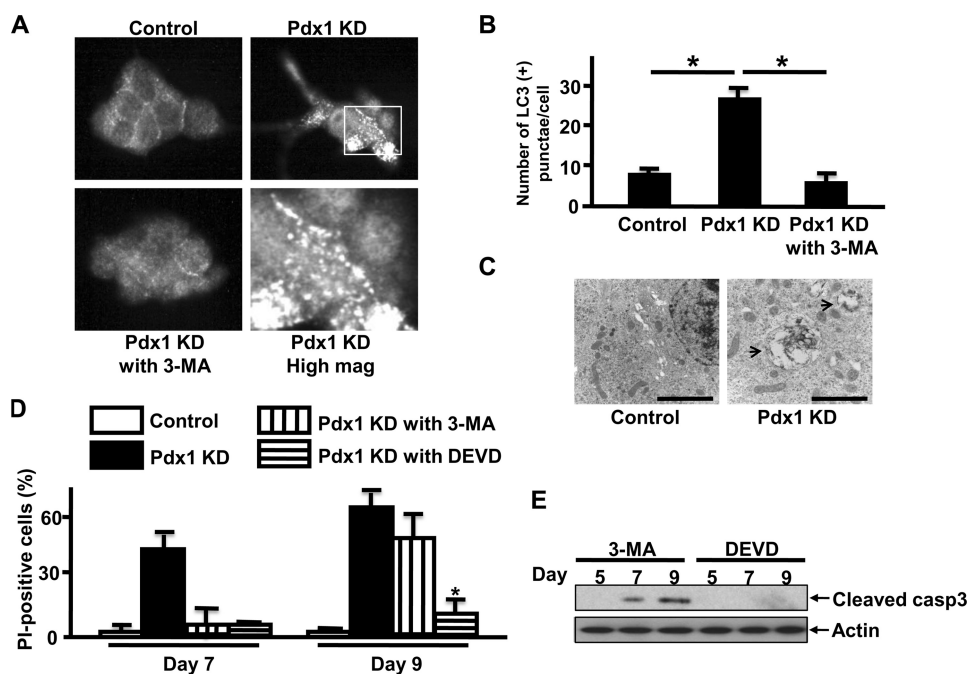 A
Control
Pdx1 KD
Pdx1 KD
with 3-MA
Pdx1 KD
High mag
B
Number of LC3 (+)
punctae/cell
30
20
10
0
*
*
Control
Pdx1 KD
Pdx1 KD
with 3-MA
C
Control
Pdx1 KD
D
Control
Pdx1 KD
Pdx1 KD with 3-MA
Pdx1 KD with DEVD
PI-positive cells (%)
60
30
0
*
Day 7
Day 9
E
3-MA
DEVD
Day 5 7 9 5 7 9
Cleaved casp3
Actin